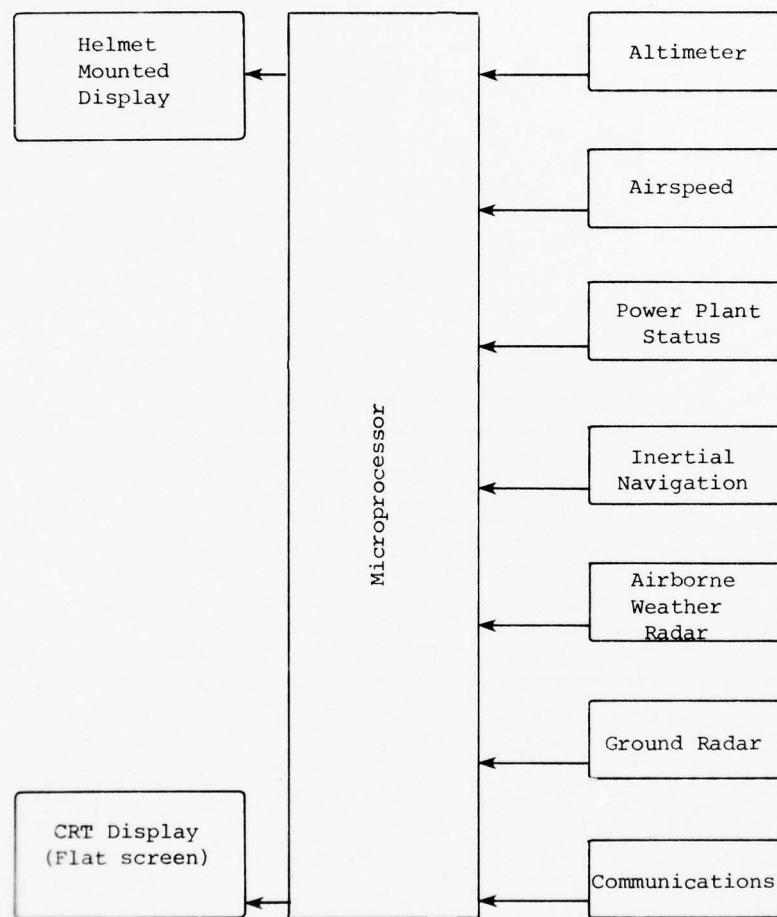 Helmet
Mounted
Display
CRT Display
(Flat screen)
Microprocessor
Altimeter
Airspeed
Power Plant
Status
Inertial
Navigation
Airborne
Weather
Radar
Ground Radar
Communications